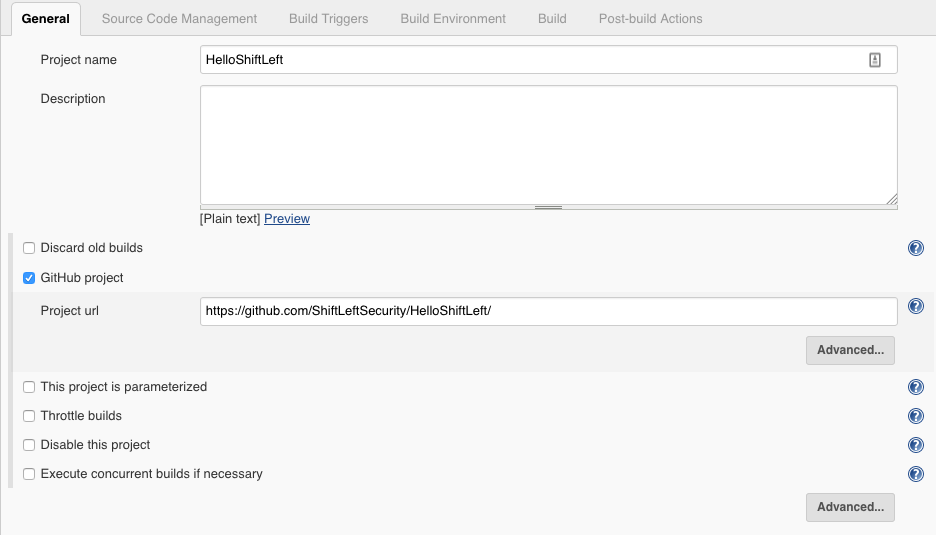 General Source Code Management Build Triggers Build Environment Build Post-build Actions
Project name HelloShiftLeft
Description
[Plain text] Preview
Discard old builds ?
GitHub project
Project url https://github.com/ShiftLeftSecurity/HelloShiftLeft/ ?
Advanced...
This project is parameterized ?
Throttle builds ?
Disable this project ?
Execute concurrent builds if necessary ?
Advanced...